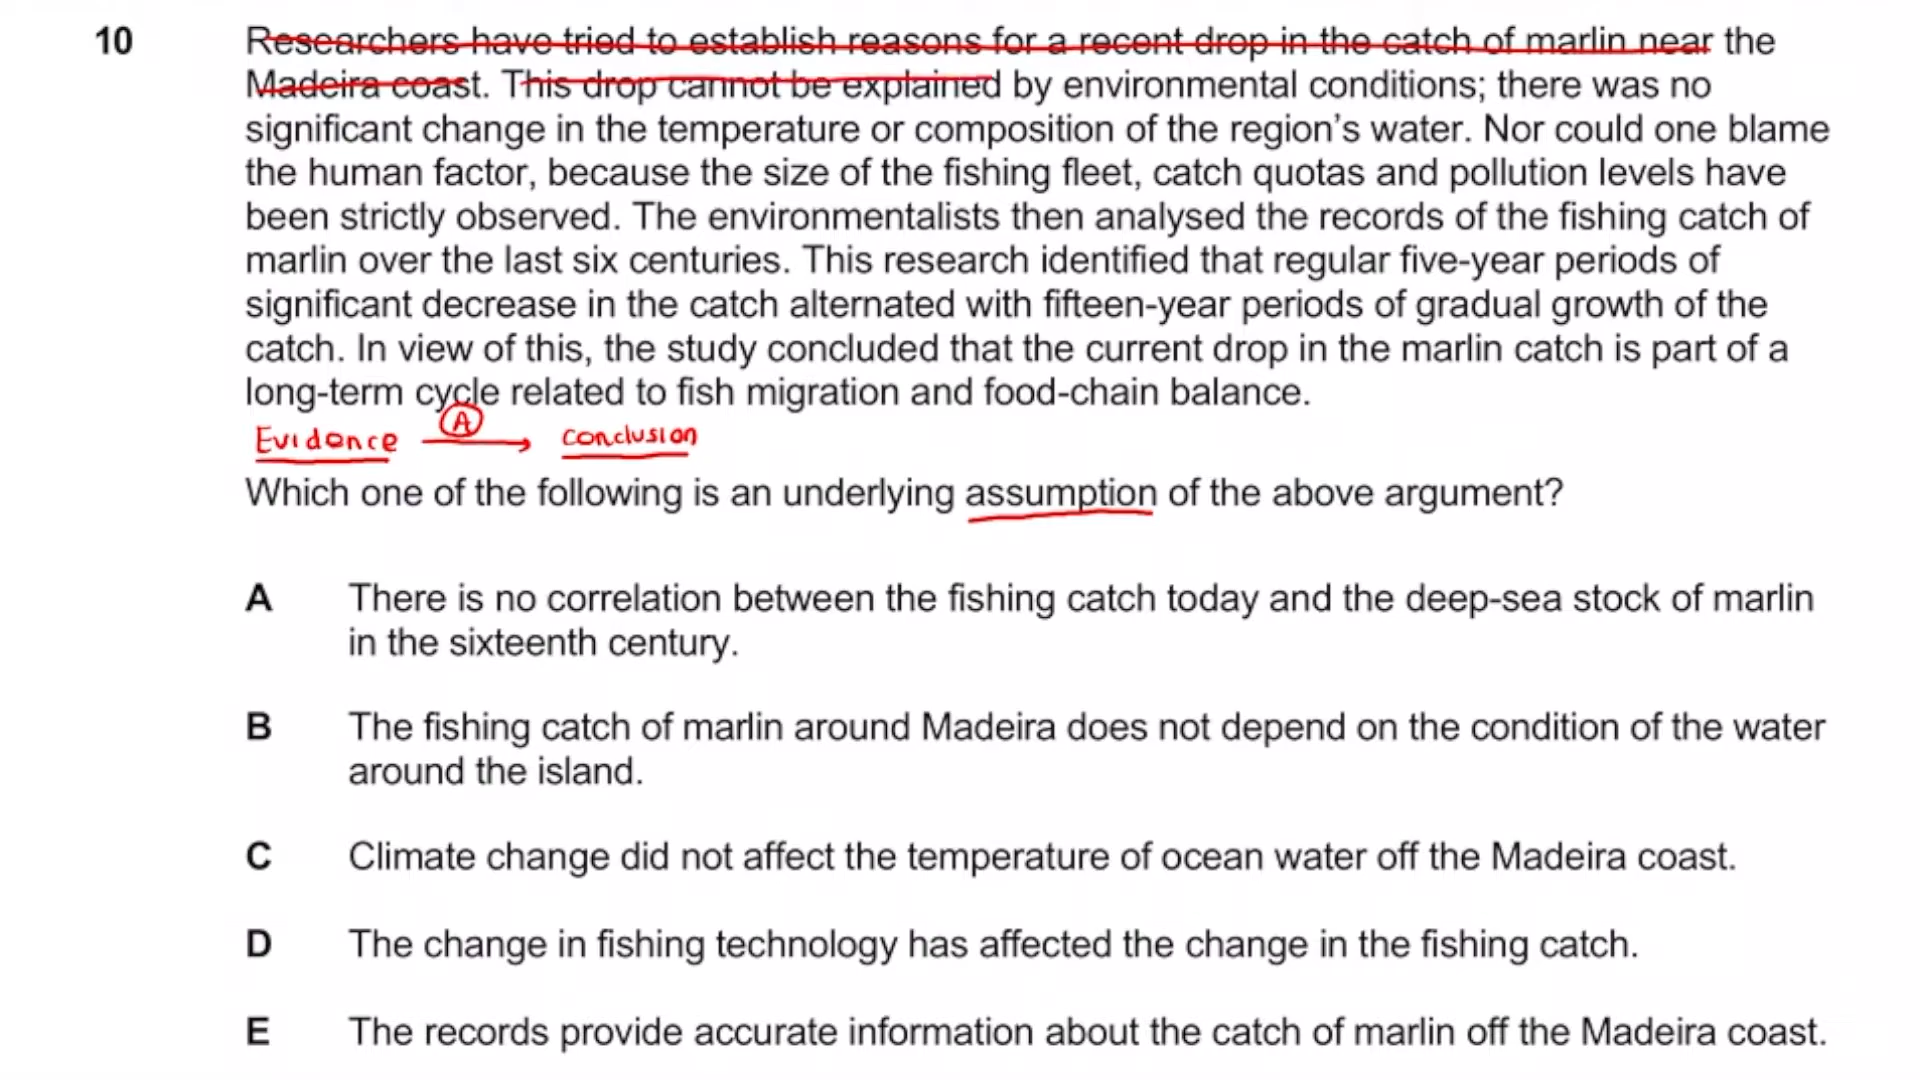 10 Researchers have tried to establish reasons for a recent drop in the catch of marlin near the
Madeira coast. This drop cannot be explained by environmental conditions; there was no
significant change in the temperature or composition of the region's water. Nor could one blame
the human factor, because the size of the fishing fleet, catch quotas and pollution levels have
been strictly observed. The environmentalists then analysed the records of the fishing catch of
marlin over the last six centuries. This research identified that regular five-year periods of
significant decrease in the catch alternated with fifteen-year periods of gradual growth of the
catch. In view of this, the study concluded that the current drop in the marlin catch is part of a
long-term cycle related to fish migration and food-chain balance.
Evidence A conclusion
Which one of the following is an underlying assumption of the above argument?
A There is no correlation between the fishing catch today and the deep-sea stock of marlin
in the sixteenth century.
B The fishing catch of marlin around Madeira does not depend on the condition of the water
around the island.
C Climate change did not affect the temperature of ocean water off the Madeira coast.
D The change in fishing technology has affected the change in the fishing catch.
E The records provide accurate information about the catch of marlin off the Madeira coast.